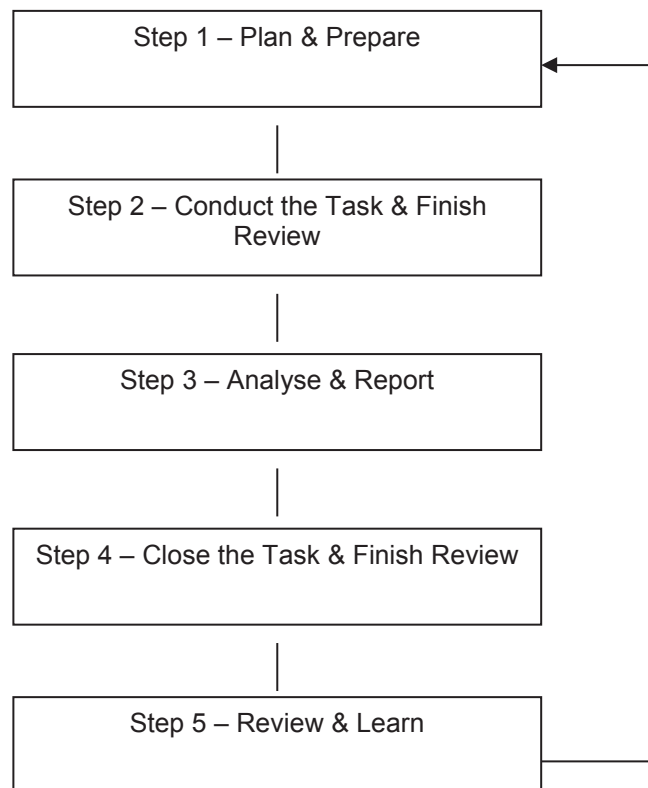 Step 1 – Plan & Prepare
Step 2 – Conduct the Task & Finish
Review
Step 3 – Analyse & Report
Step 4 – Close the Task & Finish Review
Step 5 – Review & Learn